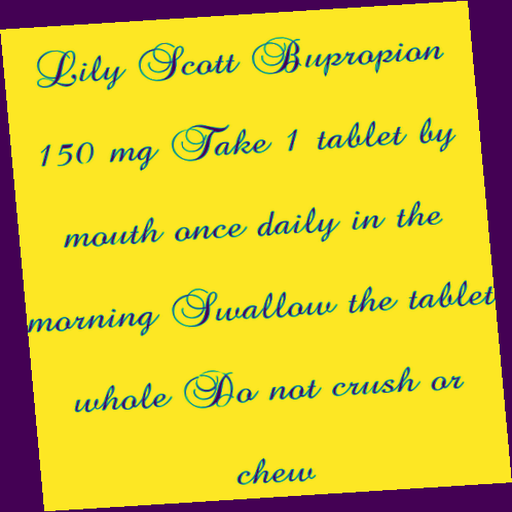 Lily Scott Bupropion
150 mg Take 1 tablet by
mouth once daily in the
morning Swallow the tablet
whole Do not crush or
chew